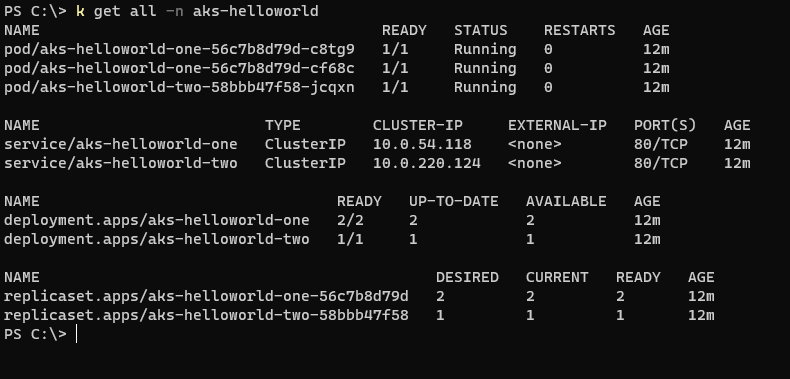 PS C:\> k get all -n aks-helloworld
NAME READY STATUS RESTARTS AGE
pod/aks-helloworld-one-56c7b8d79d-c8tg9 1/1 Running 0 12m
pod/aks-helloworld-one-56c7b8d79d-cf68c 1/1 Running 0 12m
pod/aks-helloworld-two-58bbb47f58-jcqxn 1/1 Running 0 12m
NAME TYPE CLUSTER-IP EXTERNAL-IP PORT(S) AGE
service/aks-helloworld-one ClusterIP 10.0.54.118 <none> 80/TCP 12m
service/aks-helloworld-two ClusterIP 10.0.220.124 <none> 80/TCP 12m
NAME READY UP-TO-DATE AVAILABLE AGE
deployment.apps/aks-helloworld-one 2/2 2 2 12m
deployment.apps/aks-helloworld-two 1/1 1 1 12m
NAME DESIRED CURRENT READY AGE
replicaset.apps/aks-helloworld-one-56c7b8d79d 2 2 2 12m
replicaset.apps/aks-helloworld-two-58bbb47f58 1 1 1 12m
PS C:\>